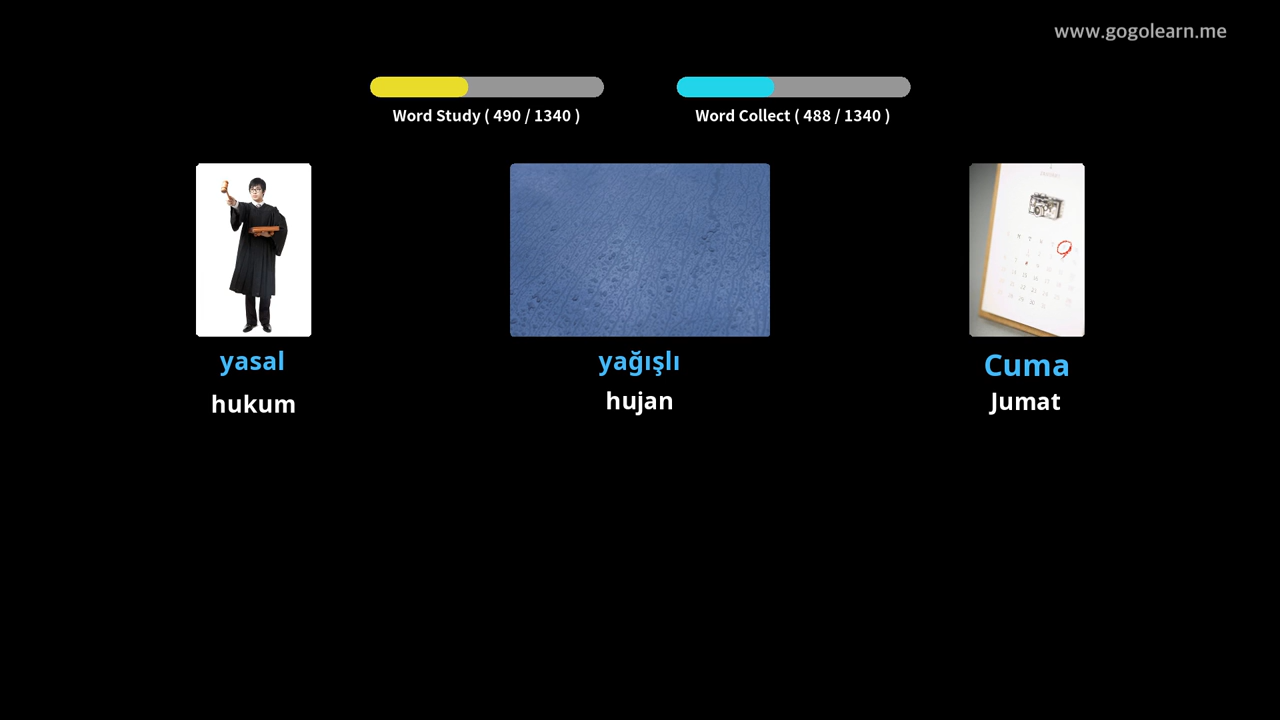 www.gogolearn.me
Word Study ( 490 / 1340 )
Word Collect ( 488 / 1340 )
yasal
yağışlı
Cuma
hukum
hujan
Jumat